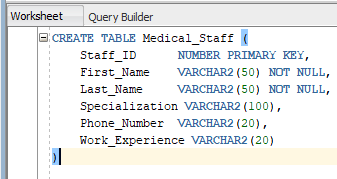 Worksheet Query Builder
CREATE TABLE Medical_Staff (
Staff_ID NUMBER PRIMARY KEY,
First_Name VARCHAR2(50) NOT NULL,
Last_Name VARCHAR2(50) NOT NULL,
Specialization VARCHAR2(100),
Phone_Number VARCHAR2(20),
Work_Experience VARCHAR2(20)
)